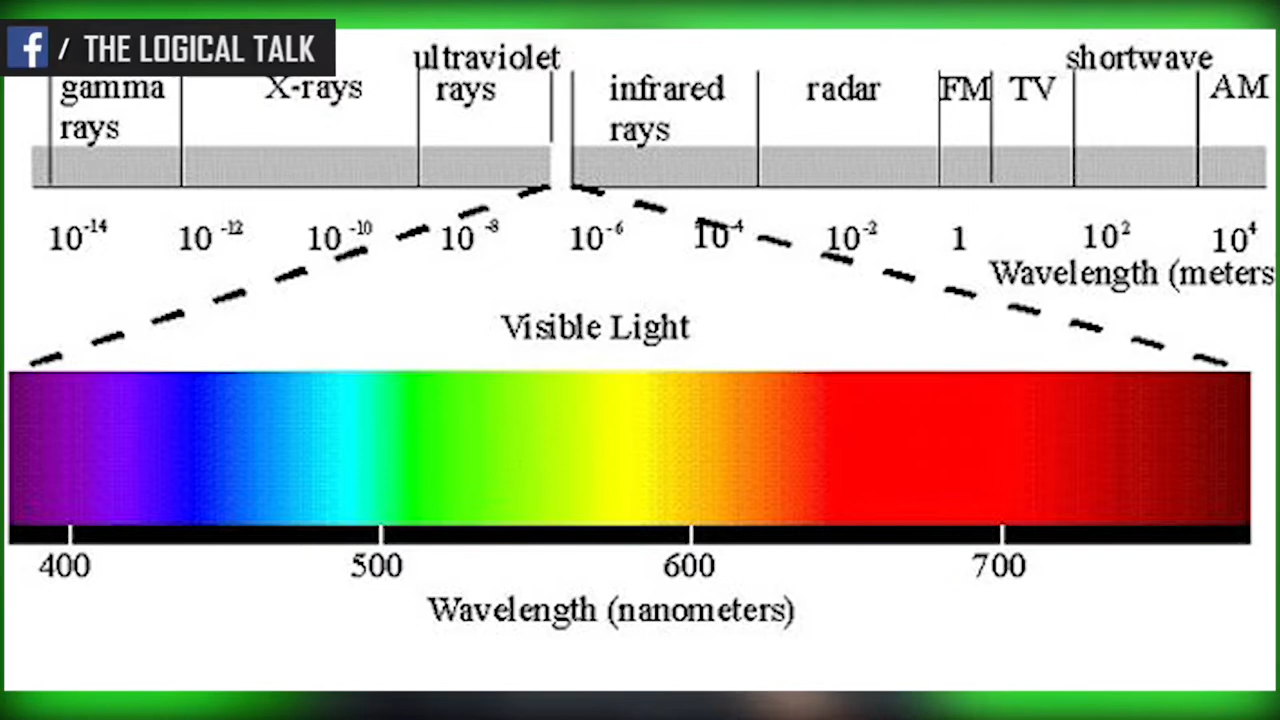 f / THE LOGICAL TALK
gamma rays
X-rays
ultraviolet rays
infrared rays
radar
FM
TV
shortwave
AM
10⁻¹⁴ 10⁻¹² 10⁻¹⁰ 10⁻⁸ 10⁻⁶ 10⁻⁴ 10⁻² 1 10² 10⁴
Wavelength (meters
Visible Light
400 500 600 700
Wavelength (nanometers)